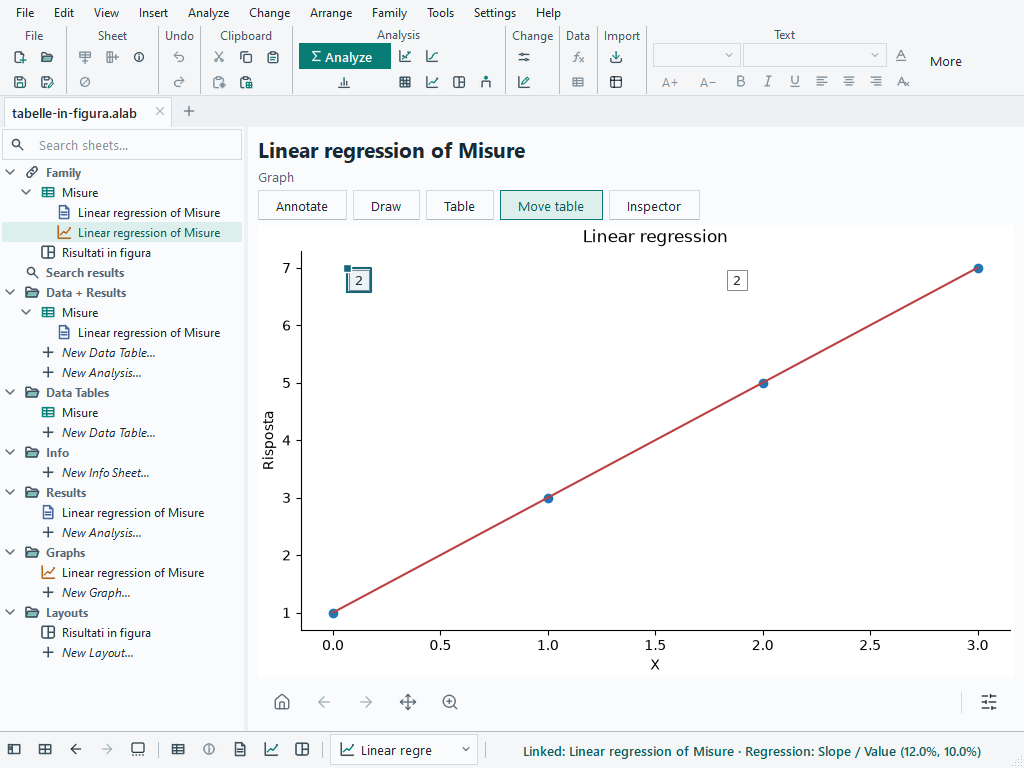 File Edit View Insert Analyze Change Arrange Family Tools Settings Help
File Sheet Undo Clipboard Analysis Change Data Import Text
Σ Analyze
More
A+ A− B I U
tabelle-in-figura.alab
Search sheets...
Family
Misure
Linear regression of Misure
Linear regression of Misure
Risultati in figura
Search results
Data + Results
Misure
Linear regression of Misure
New Data Table...
New Analysis...
Data Tables
Misure
New Data Table...
Info
New Info Sheet...
Results
Linear regression of Misure
New Analysis...
Graphs
Linear regression of Misure
New Graph...
Layouts
Risultati in figura
New Layout...
Linear regression of Misure
Graph
Annotate Draw Table Move table Inspector
Linear regression
7
2 2
6
5
4
3
2
1
Risposta
0.0 0.5 1.0 1.5 2.0 2.5 3.0
X
Linear regre
Linked: Linear regression of Misure · Regression: Slope / Value (12.0%, 10.0%)